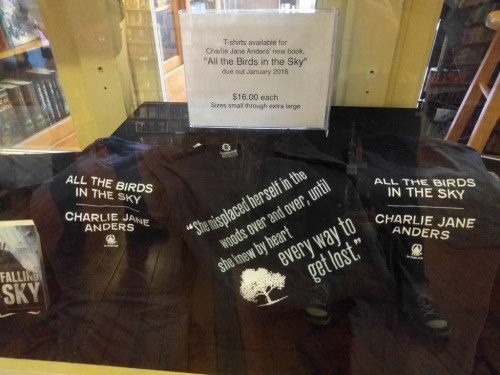 T-shirts available for
Charlie Jane Anders' new book,
"All the Birds in the Sky"
due out January 2016
$16.00 each
Sizes small through extra large
ALL THE BIRDS
IN THE SKY
CHARLIE JANE
ANDERS
"She misplaced herself in the
woods over and over, until
she knew by heart
every way to
get lost."
ALL THE BIRDS
IN THE SKY
CHARLIE JANE
ANDERS
FALLING
SKY